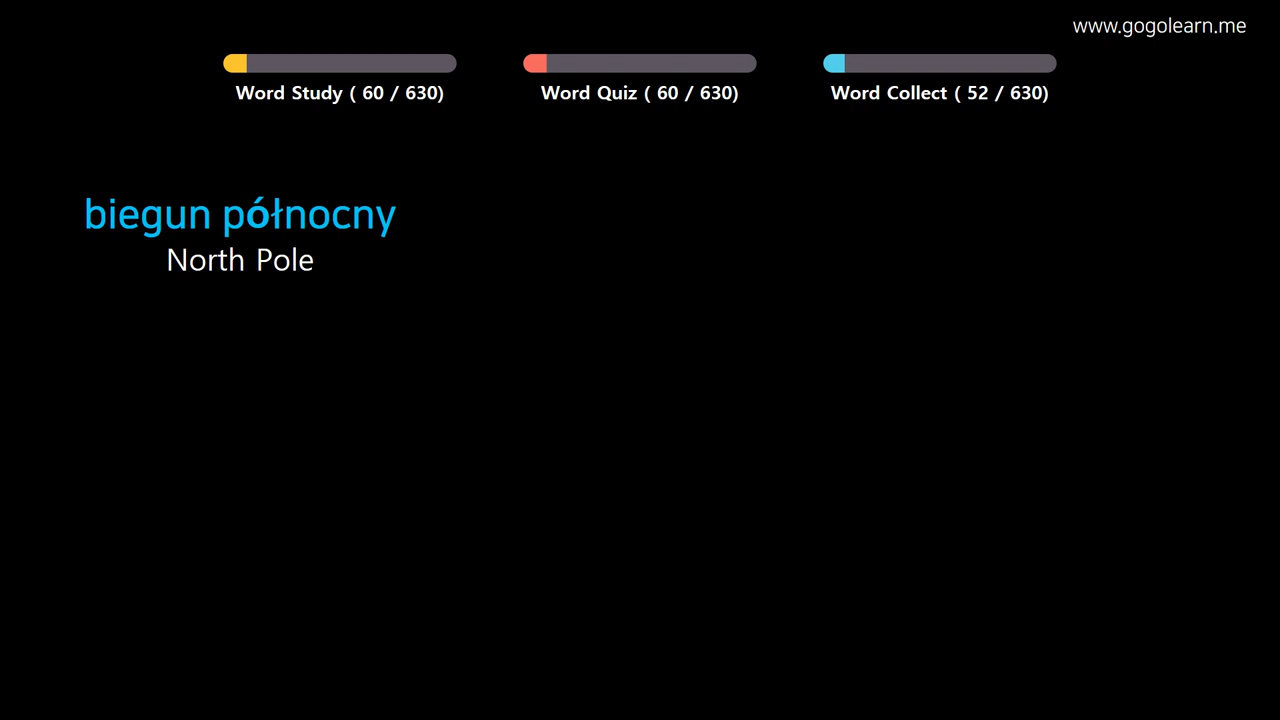 www.gogolearn.me
Word Study ( 60 / 630)
Word Quiz ( 60 / 630)
Word Collect ( 52 / 630)
biegun północny
North Pole